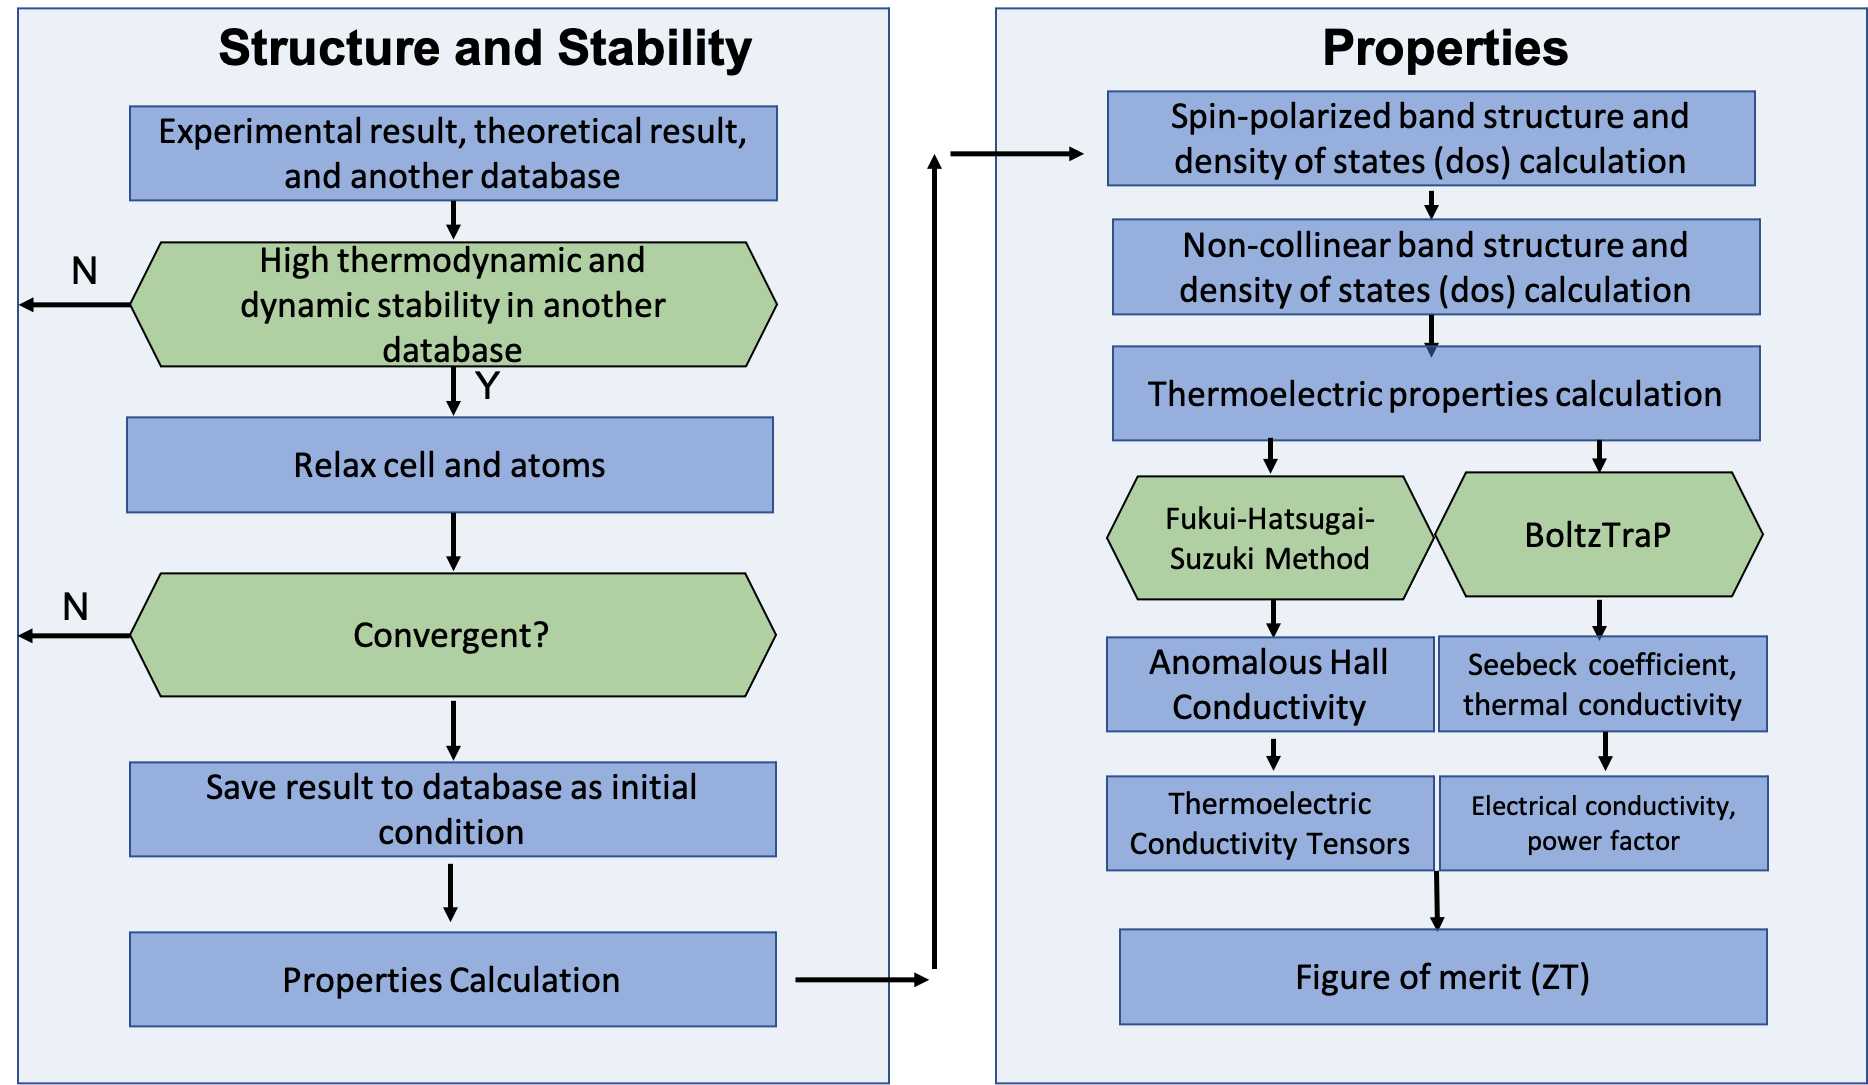 Structure and Stability
Experimental result, theoretical result,
and another database
High thermodynamic and
dynamic stability in another
database
N
Y
Relax cell and atoms
Convergent?
N
Save result to database as initial
condition
Properties Calculation
Properties
Spin-polarized band structure and
density of states (dos) calculation
Non-collinear band structure and
density of states (dos) calculation
Thermoelectric properties calculation
Fukui-Hatsugai-
Suzuki Method
BoltzTraP
Anomalous Hall
Conductivity
Seebeck coefficient,
thermal conductivity
Thermoelectric
Conductivity Tensors
Electrical conductivity,
power factor
Figure of merit (ZT)